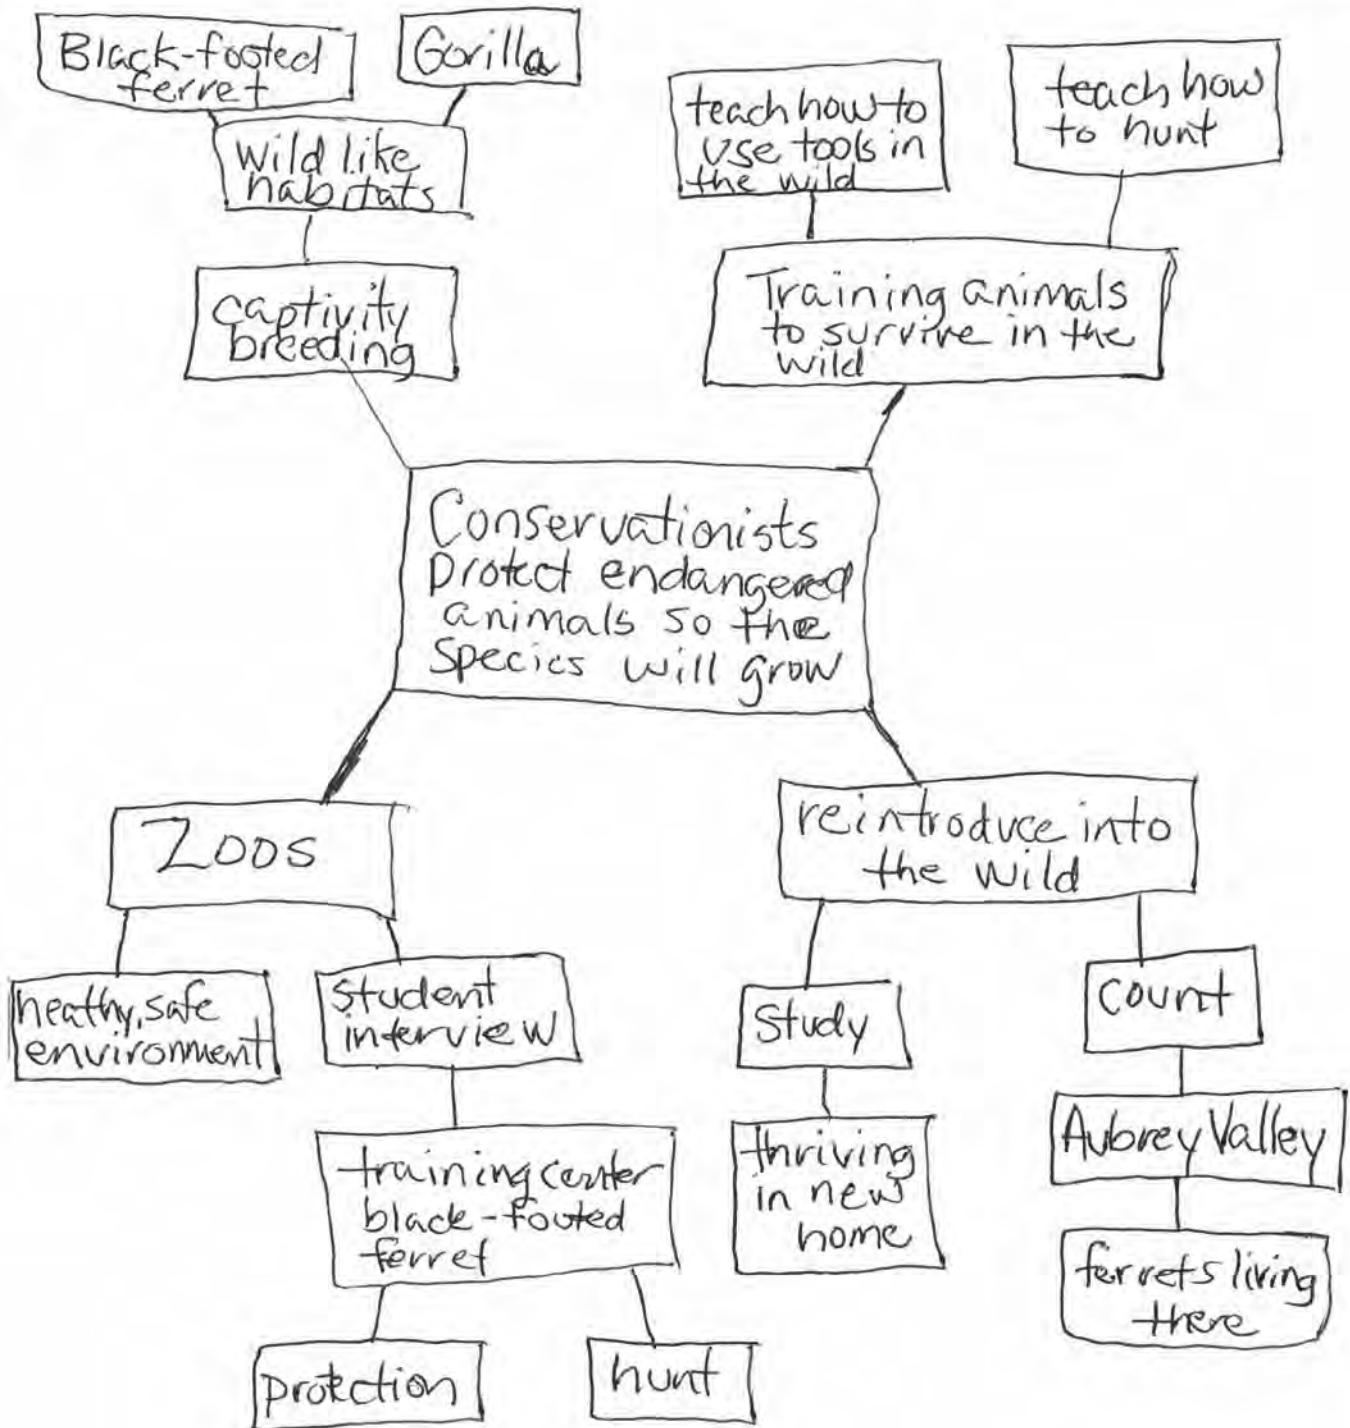 Black-footed
ferret
Gorilla
wild like
habitats
captivity
breeding
teach how to
use tools in
the wild
teach how
to hunt
Training animals
to survive in the
wild
Conservationists
protect endangered
animals so the
species will grow
Zoos
heathy, safe
environment
student
interview
training center
black-footed
ferret
protection
hunt
reintroduce into
the wild
study
thriving
in new
home
count
Aubrey Valley
ferrets living
there